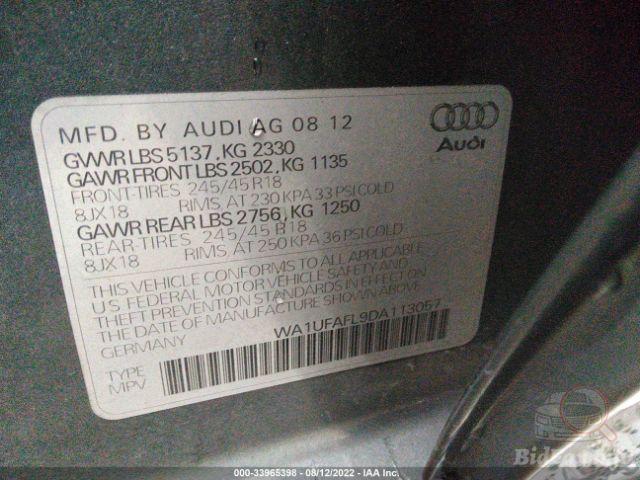 MFD. BY AUDI AG 08 12
GVWR LBS 5137, KG 2330
GAWR FRONT LBS 2502, KG 1135
FRONT-TIRES 245/45 R18
8JX18 RIMS, AT 230 KPA 33 PSI COLD
GAWR REAR LBS 2756, KG 1250
REAR-TIRES 245/45 R18
8JX18 RIMS, AT 250 KPA 36 PSI COLD
THIS VEHICLE CONFORMS TO ALL APPLICABLE
US FEDERAL MOTOR VEHICLE SAFETY AND
THEFT PREVENTION STANDARDS IN EFFECT ON
THE DATE OF MANUFACTURE SHOWN ABOVE.
GERMANY
WA1UFAFL9DA113057
TYPE
MPV
Audi
000-33965398 - 08/12/2022 - IAA Inc.